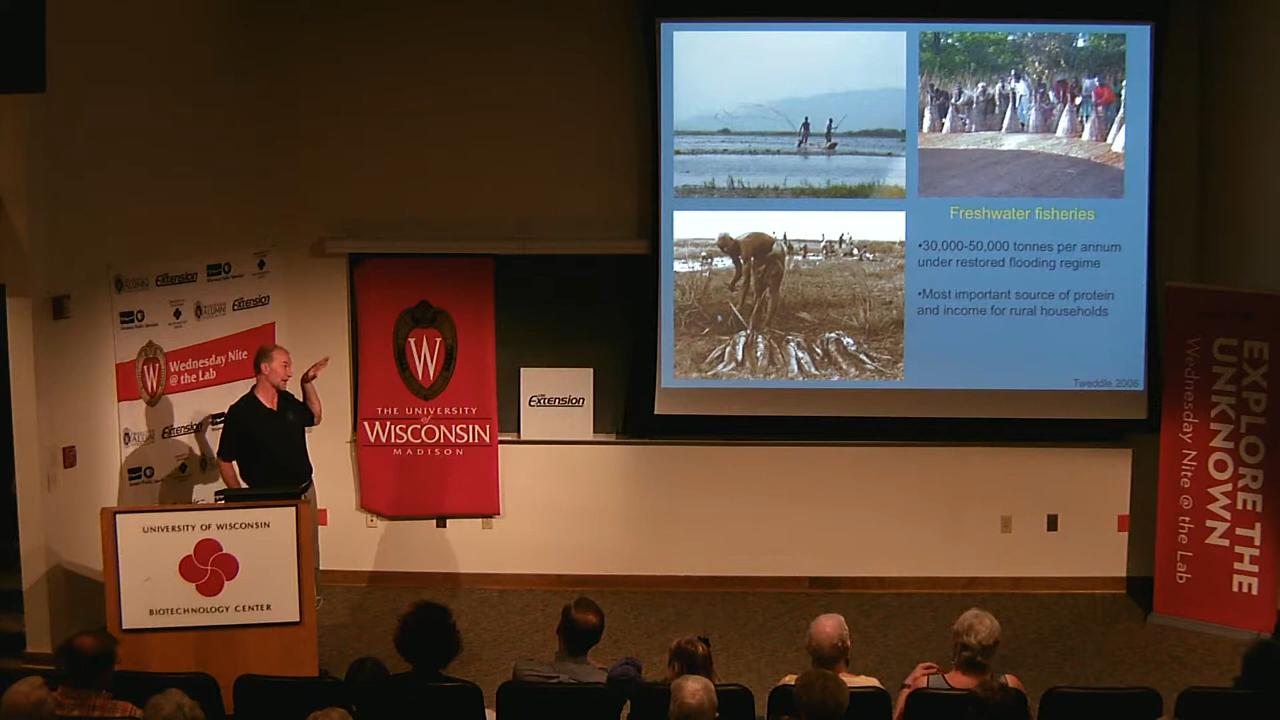 Freshwater fisheries
•30,000-50,000 tonnes per annum
under restored flooding regime
•Most important source of protein
and income for rural households
Tweddle 2006
Extension
Extension
Wednesday Nite
@ the Lab
Extension
W
THE UNIVERSITY
of
WISCONSIN
MADISON
Extension
EXPLORE THE
UNKNOWN
Wednesday Nite @ the Lab
UNIVERSITY OF WISCONSIN
BIOTECHNOLOGY CENTER